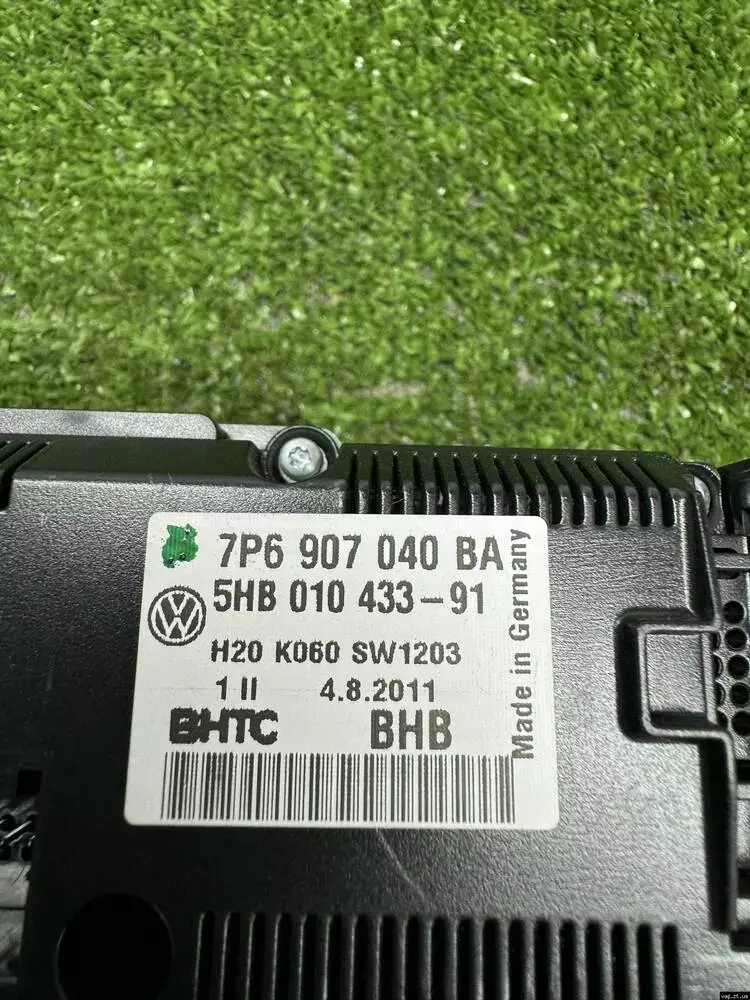 7P6 907 040 BA
5HB 010 433-91
H20 K060 SW1203
1 II 4.8.2011
BHTC BHB
Made in Germany
vag.zt.ua